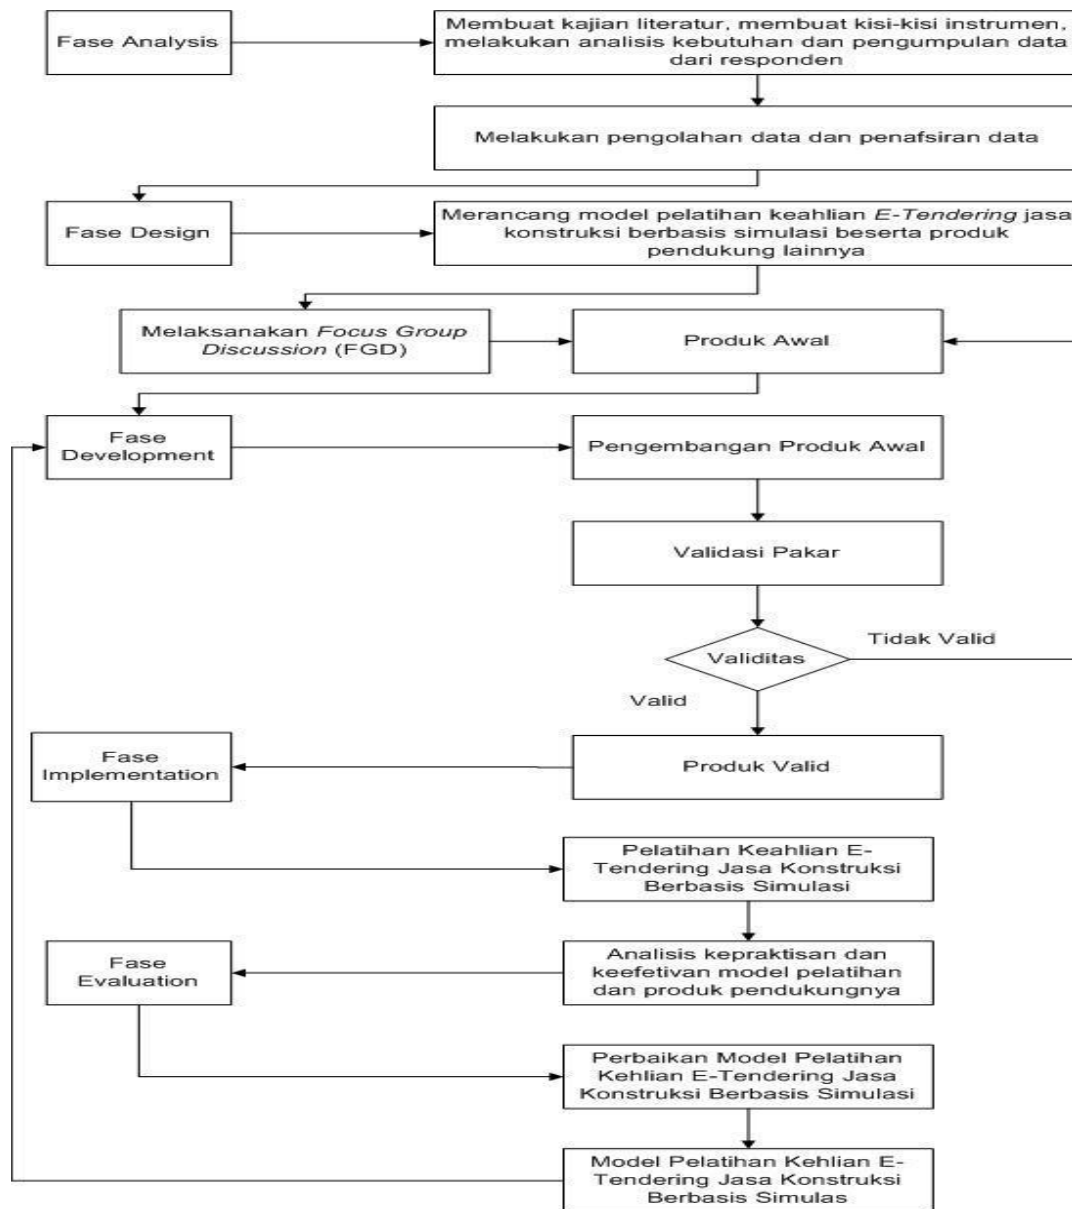 Fase Analysis
Membuat kajian literatur, membuat kisi-kisi instrumen,
melakukan analisis kebutuhan dan pengumpulan data
dari responden
Melakukan pengolahan data dan penafsiran data
Fase Design
Merancang model pelatihan keahlian E-Tendering jasa
konstruksi berbasis simulasi beserta produk
pendukung lainnya
Melaksanakan Focus Group
Discussion (FGD)
Produk Awal
Fase
Development
Pengembangan Produk Awal
Validasi Pakar
Validitas
Tidak Valid
Valid
Fase
Implementation
Produk Valid
Pelatihan Keahlian E-
Tendering Jasa Konstruksi
Berbasis Simulasi
Fase
Evaluation
Analisis kepraktisan dan
keefetivan model pelatihan
dan produk pendukungnya
Perbaikan Model Pelatihan
Kehlian E-Tendering Jasa
Konstruksi Berbasis Simulasi
Model Pelatihan Kehlian E-
Tendering Jasa Konstruksi
Berbasis Simulas